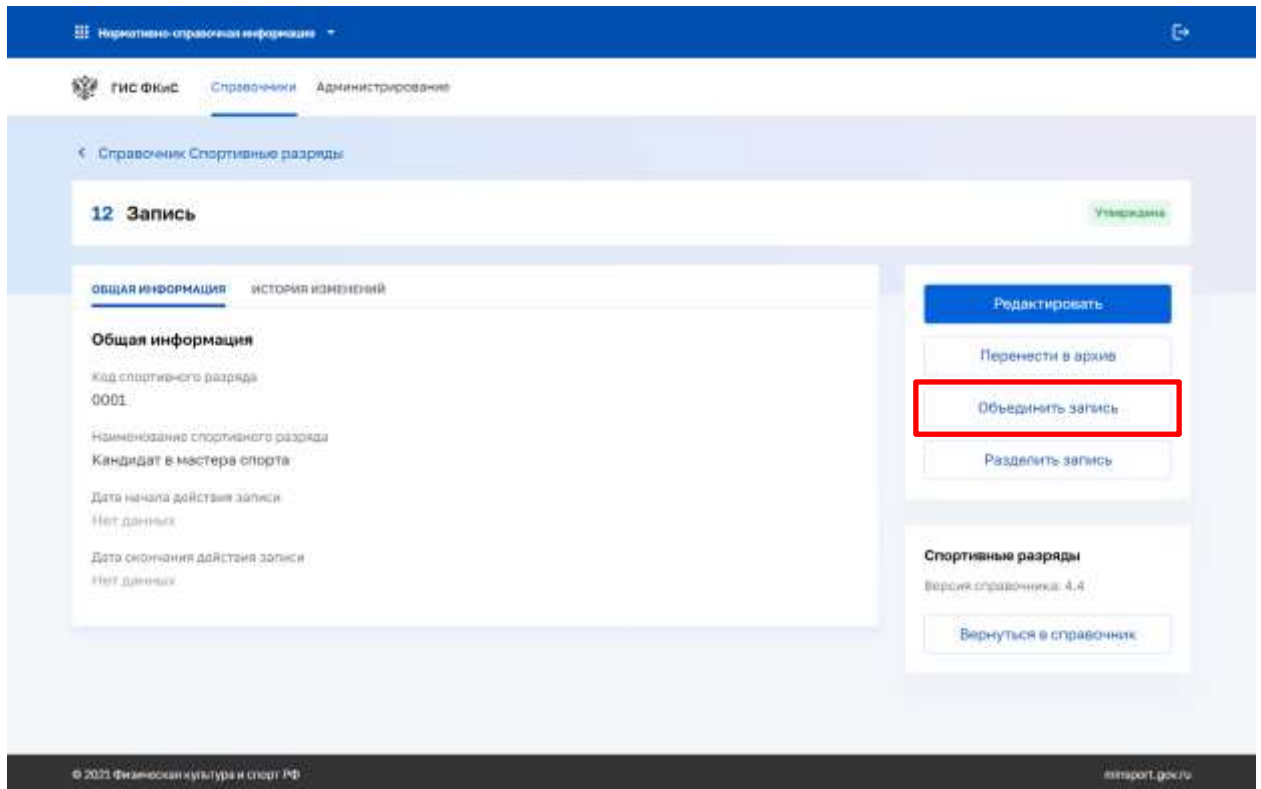 Нормативно-справочная информация
ГИС ФКиС Справочники Администрирование
Справочник Спортивные разряды
12 Запись Утверждена
ОБЩАЯ ИНФОРМАЦИЯ ИСТОРИЯ ИЗМЕНЕНИЙ
Общая информация
Код спортивного разряда
0001
Наименование спортивного разряда
Кандидат в мастера спорта
Дата начала действия записи
Нет данных
Дата окончания действия записи
Нет данных
Редактировать
Перенести в архив
Объединить запись
Разделить запись
Спортивные разряды
Версия справочника: 4.4
Вернуться в справочник
© 2021 Физическая культура и спорт РФ minsport.gov.ru